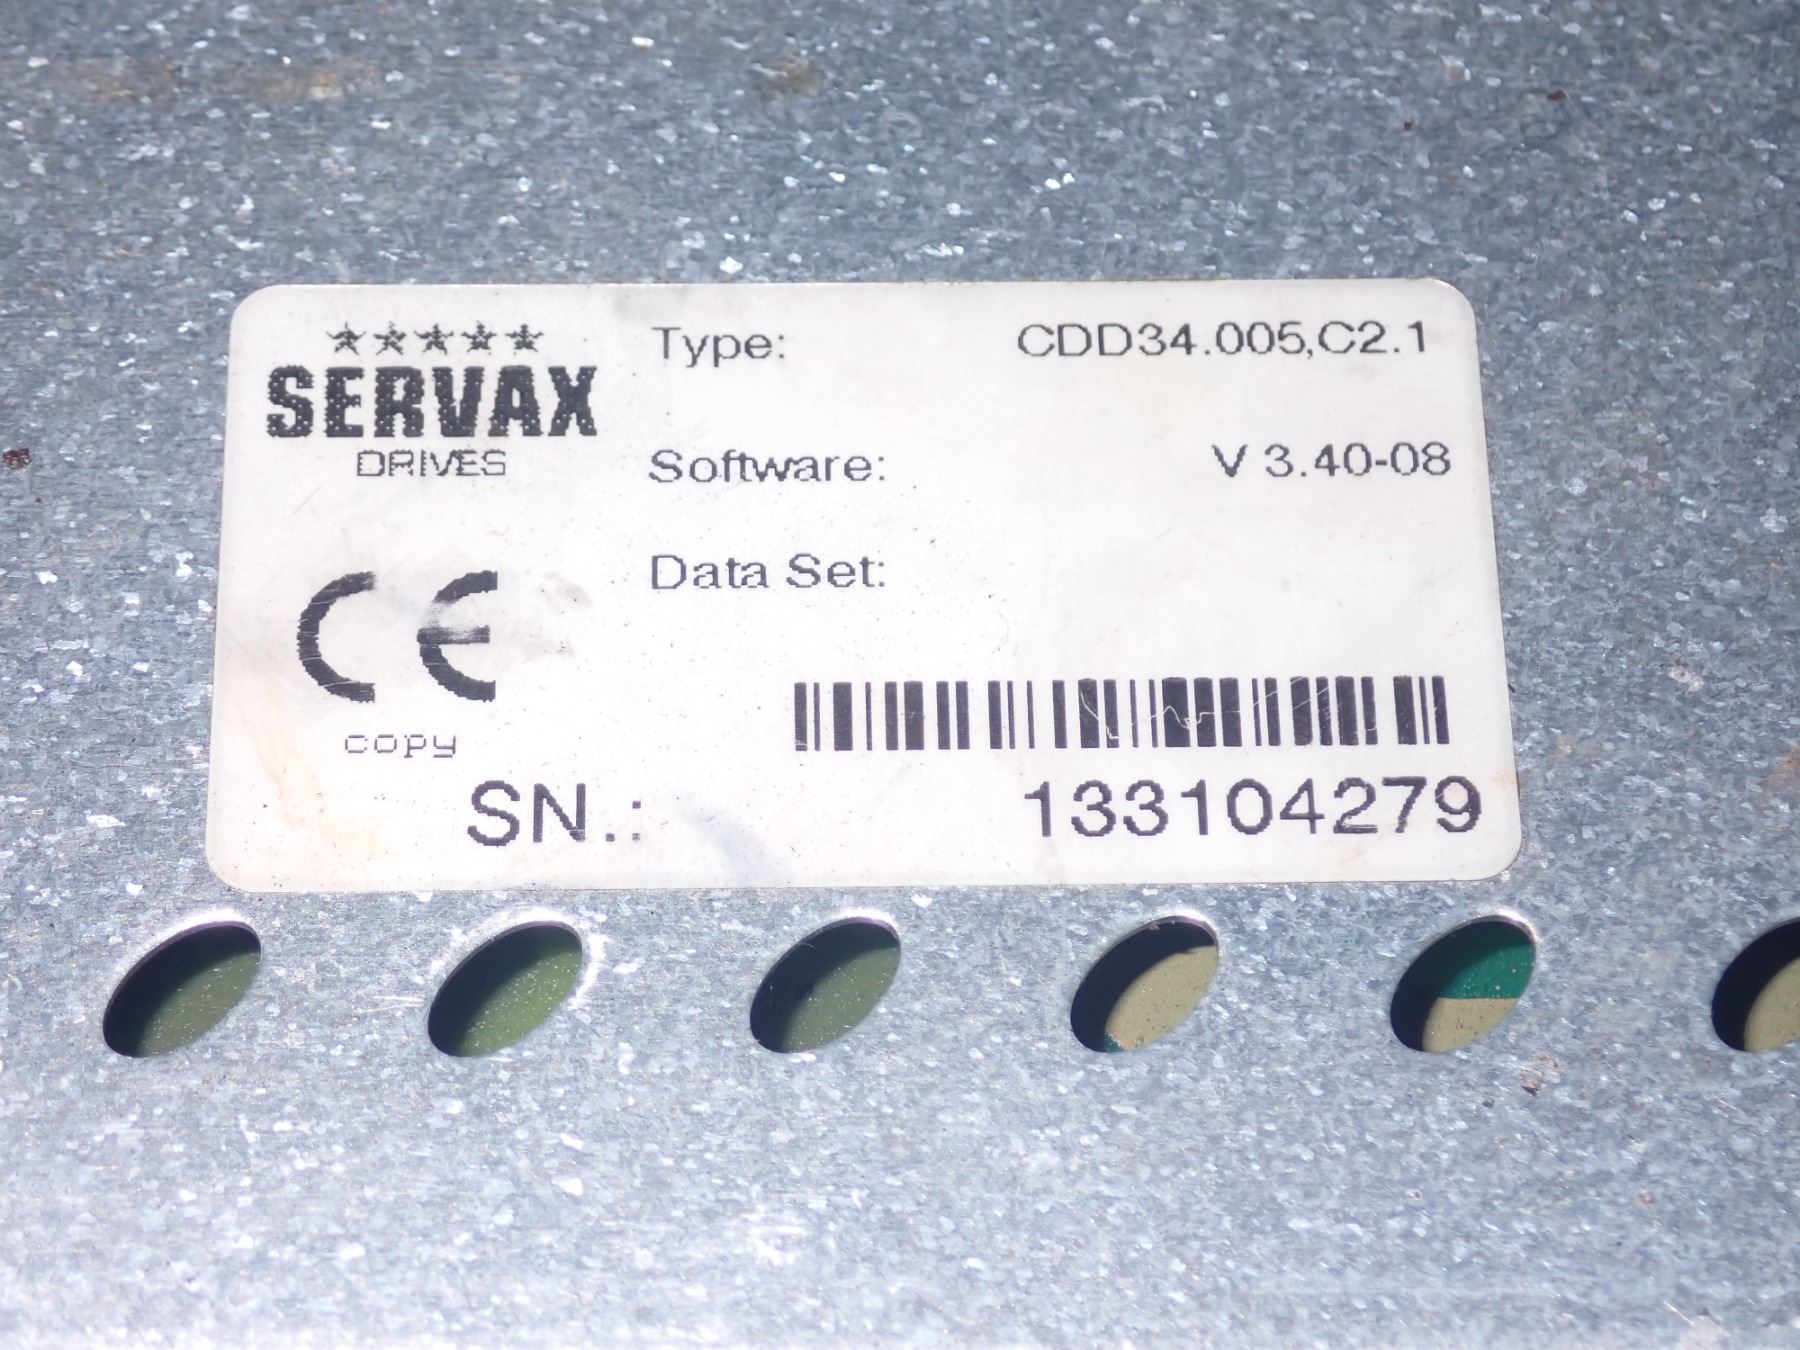 ★★★★★
SERVAX
DRIVES
Type: CDD34.005,C2.1
Software: V 3.40-08
Data Set:
CE
copy
SN.: 133104279